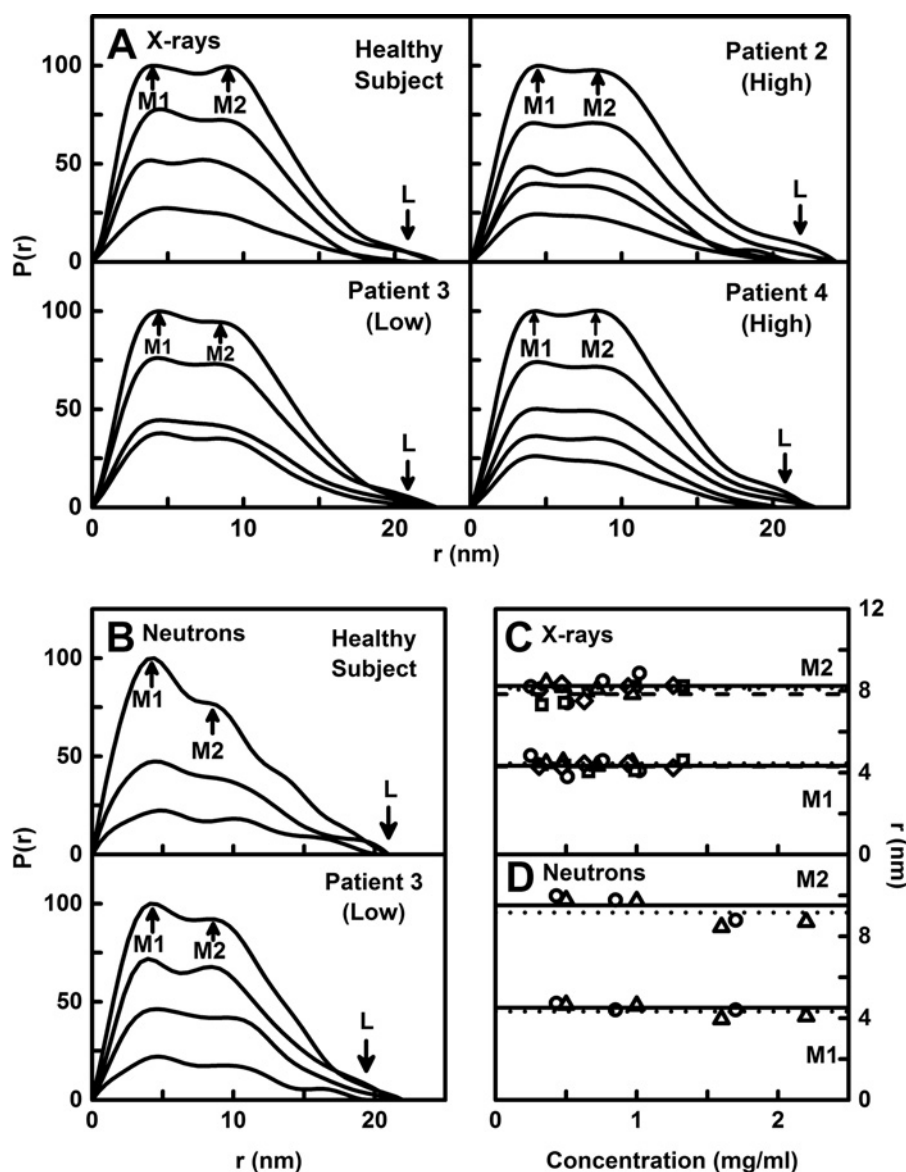 A X-rays
Healthy
Subject
100
M1
M2
L
50
0
Patient 2
(High)
M1
M2
L
Patient 3
(Low)
100
M1
M2
L
50
0
Patient 4
(High)
M1
M2
L
P(r)
0 10 20
10 20
r (nm)
B Neutrons
Healthy
Subject
100
M1
M2
L
50
0
Patient 3
(Low)
100
M1
M2
L
50
0
P(r)
0 10 20
r (nm)
C X-rays
12
M2
8
4
M1
D Neutrons
M2
8
4
M1
0
r (nm)
1 2
Concentration (mg/ml)